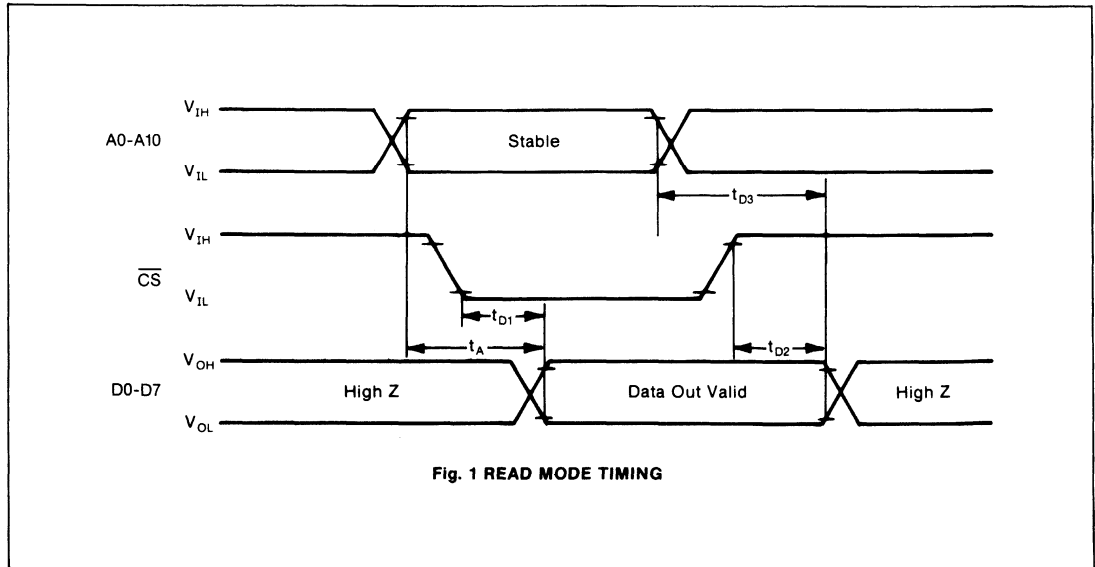 V_IH
A0-A10
Stable
V_IL
t_D3
V_IH
CS
V_IL
t_D1
t_A
t_D2
V_OH
D0-D7
High Z
Data Out Valid
High Z
V_OL
Fig. 1 READ MODE TIMING